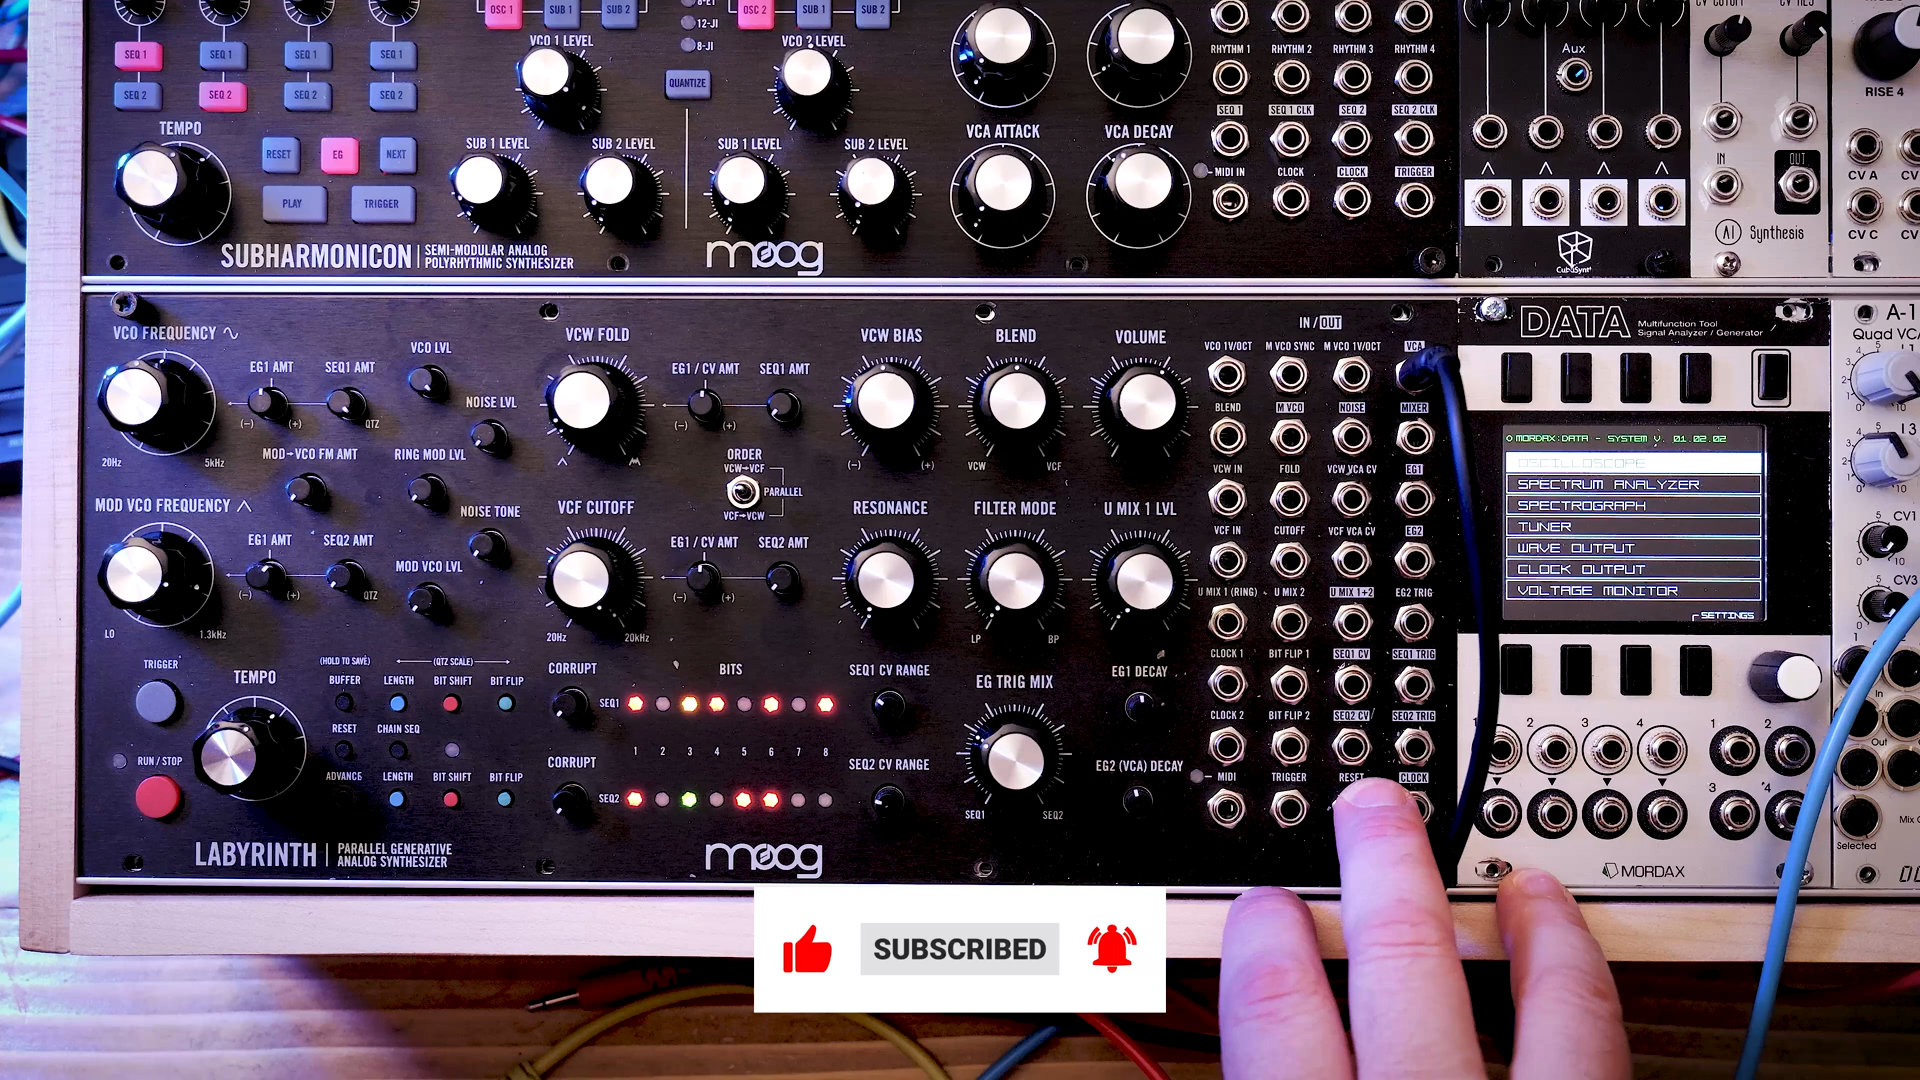 OSC 1 SUB 1 SUB 2
8-ET
12-JI
8-JI
OSC 2 SUB 1 SUB 2
SEQ 1 SEQ 1 SEQ 1 SEQ 1
SEQ 2 SEQ 2 SEQ 2 SEQ 2
VCO 1 LEVEL
VCO 2 LEVEL
QUANTIZE
TEMPO
RESET EG NEXT
PLAY TRIGGER
SUB 1 LEVEL SUB 2 LEVEL
SUB 1 LEVEL SUB 2 LEVEL
VCA ATTACK VCA DECAY
RHYTHM 1 RHYTHM 2 RHYTHM 3 RHYTHM 4
SEQ 1 SEQ 1 CLK SEQ 2 SEQ 2 CLK
MIDI IN CLOCK CLOCK TRIGGER
SUBHARMONICON
SEMI-MODULAR ANALOG
POLYRHYTHMIC SYNTHESIZER
moog
Aux
IN
OUT
AI Synthesis
RISE 4
CV A
CV C
VCO FREQUENCY
20Hz 5kHz
EG1 AMT SEQ1 AMT
(-) (+) QTZ
VCO LVL
NOISE LVL
MOD→VCO FM AMT
RING MOD LVL
NOISE TONE
MOD VCO FREQUENCY
LO 1.3kHz
EG1 AMT SEQ2 AMT
(-) (+) QTZ
MOD VCO LVL
VCW FOLD
EG1 / CV AMT SEQ1 AMT
(-) (+)
ORDER
VCW→VCF
PARALLEL
VCF→VCW
VCF CUTOFF
20Hz 20kHz
EG1 / CV AMT SEQ2 AMT
(-) (+)
VCW BIAS
(-) (+)
BLEND
VCW VCF
VOLUME
RESONANCE
FILTER MODE
LP BP
U MIX 1 LVL
IN / OUT
VCO 1V/OCT M VCO SYNC M VCO 1V/OCT VCA
BLEND M VCO NOISE MIXER
VCW IN FOLD VCW VCA CV EG1
VCF IN CUTOFF VCF VCA CV EG2
U MIX 1 (RING) U MIX 2 U MIX 1+2 EG2 TRIG
CLOCK 1 BIT FLIP 1 SEQ1 CV SEQ1 TRIG
CLOCK 2 BIT FLIP 2 SEQ2 CV SEQ2 TRIG
MIDI TRIGGER RESET CLOCK
TRIGGER
TEMPO
RUN / STOP
(HOLD TO SAVE) (QTZ SCALE)
BUFFER LENGTH BIT SHIFT BIT FLIP
RESET CHAIN SEQ
ADVANCE LENGTH BIT SHIFT BIT FLIP
CORRUPT
BITS
SEQ1
1 2 3 4 5 6 7 8
CORRUPT
SEQ2
SEQ1 CV RANGE
SEQ2 CV RANGE
EG TRIG MIX
SEQ1 SEQ2
EG1 DECAY
EG2 (VCA) DECAY
LABYRINTH
PARALLEL GENERATIVE
ANALOG SYNTHESIZER
moog
DATA
Multifunction Tool
Signal Analyzer / Generator
MORDAX:DATA - SYSTEM V. 01.02.02
OSCILLOSCOPE
SPECTRUM ANALYZER
SPECTROGRAPH
TUNER
WAVE OUTPUT
CLOCK OUTPUT
VOLTAGE MONITOR
SETTINGS
1 2 3 4 1 2
3 4
MORDAX
A-1
Quad VCA
CV1
CV3
In
Out
Selected
SUBSCRIBED